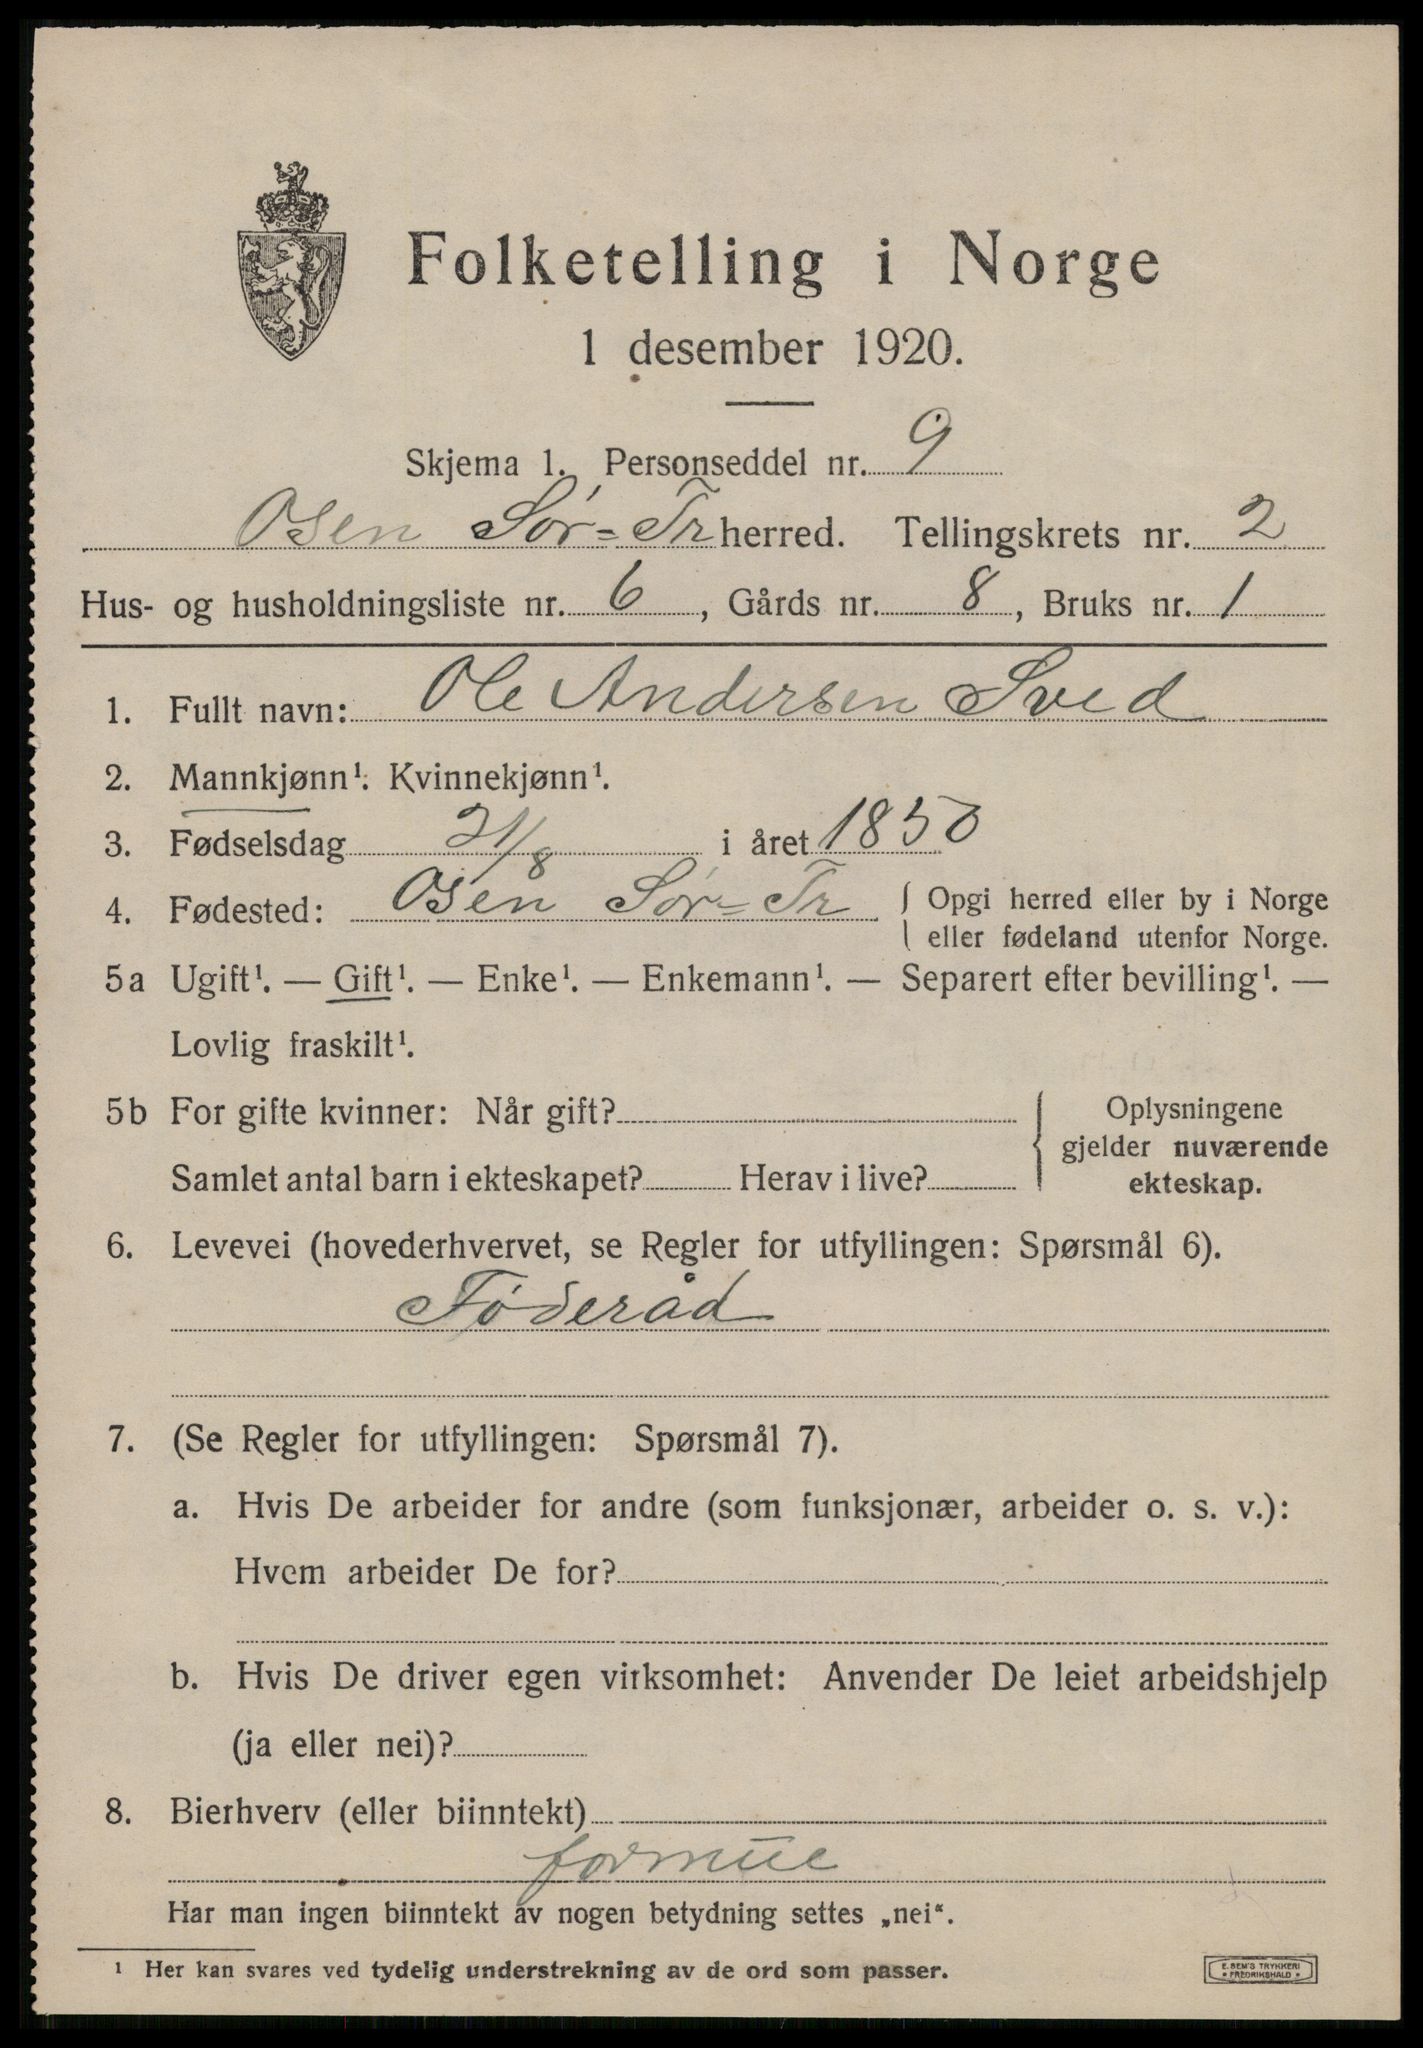 Folketelling i Norge
1 desember 1920.
Skjema 1. Personseddel nr. 9
Osen Sør=Tr herred. Tellingskrets nr. 2
Hus- og husholdningsliste nr. 6, Gårds nr. 8, Bruks nr. 1
1. Fullt navn: Ole Andersen Sved
2. Mannkjønn¹. Kvinnekjønn¹.
3. Fødselsdag 21/8 i året 1850
4. Fødested: Osen Sør=Tr { Opgi herred eller by i Norge
eller fødeland utenfor Norge.
5a Ugift¹. — Gift¹. — Enke¹. — Enkemann¹. — Separert efter bevilling¹. —
Lovlig fraskilt¹.
5b For gifte kvinner: Når gift? { Oplysningene
gjelder nuværende
Samlet antal barn i ekteskapet? Herav i live? ekteskap.
6. Levevei (hovederhvervet, se Regler for utfyllingen: Spørsmål 6).
Føderåd
7. (Se Regler for utfyllingen: Spørsmål 7).
a. Hvis De arbeider for andre (som funksjonær, arbeider o. s. v.):
Hvem arbeider De for?
b. Hvis De driver egen virksomhet: Anvender De leiet arbeidshjelp
(ja eller nei)?
8. Bierhverv (eller biinntekt)
formue
Har man ingen biinntekt av nogen betydning settes „nei“.
¹ Her kan svares ved tydelig understrekning av de ord som passer.
E. SEM'S TRYKKERI
• FREDRIKSHALD •